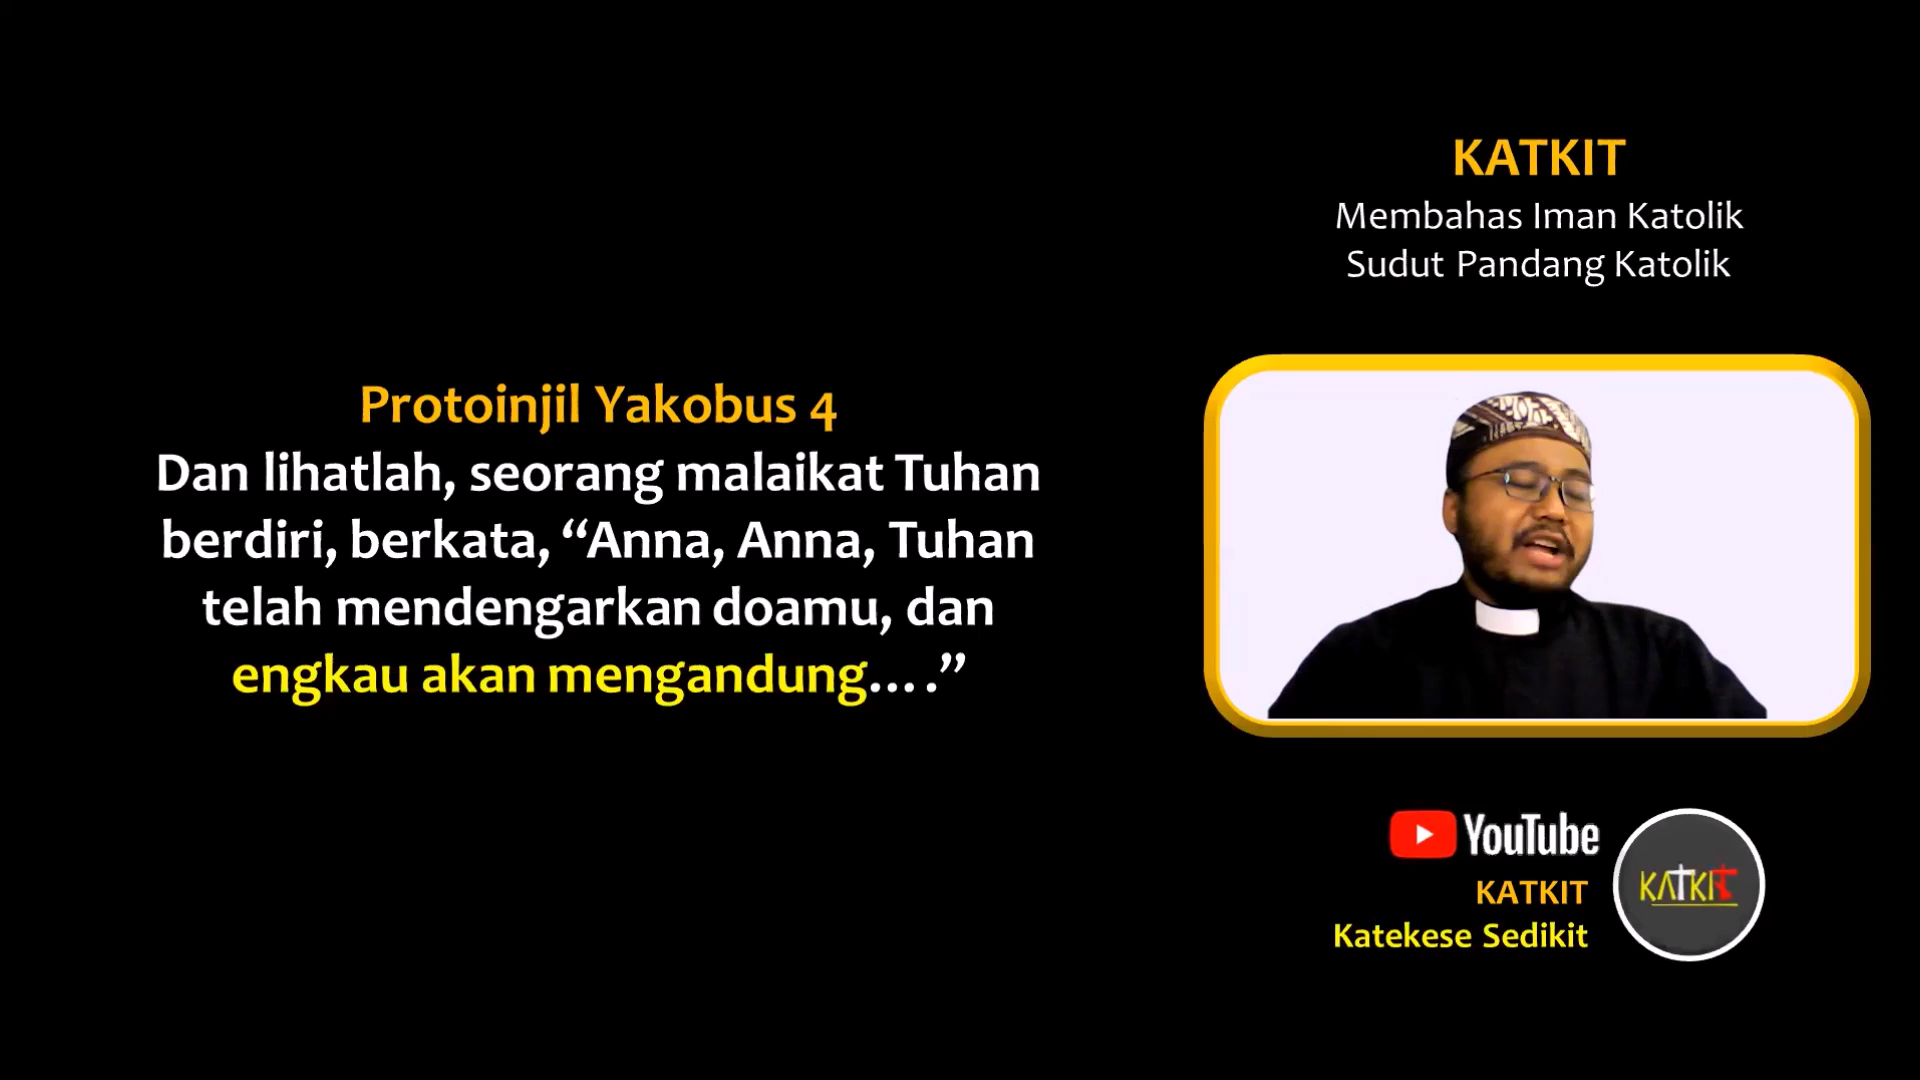 Protoinjil Yakobus 4
Dan lihatlah, seorang malaikat Tuhan
berdiri, berkata, “Anna, Anna, Tuhan
telah mendengarkan doamu, dan
engkau akan mengandung….”
KATKIT
Membahas Iman Katolik
Sudut Pandang Katolik
YouTube
KATKIT
Katekese Sedikit
KATKIT